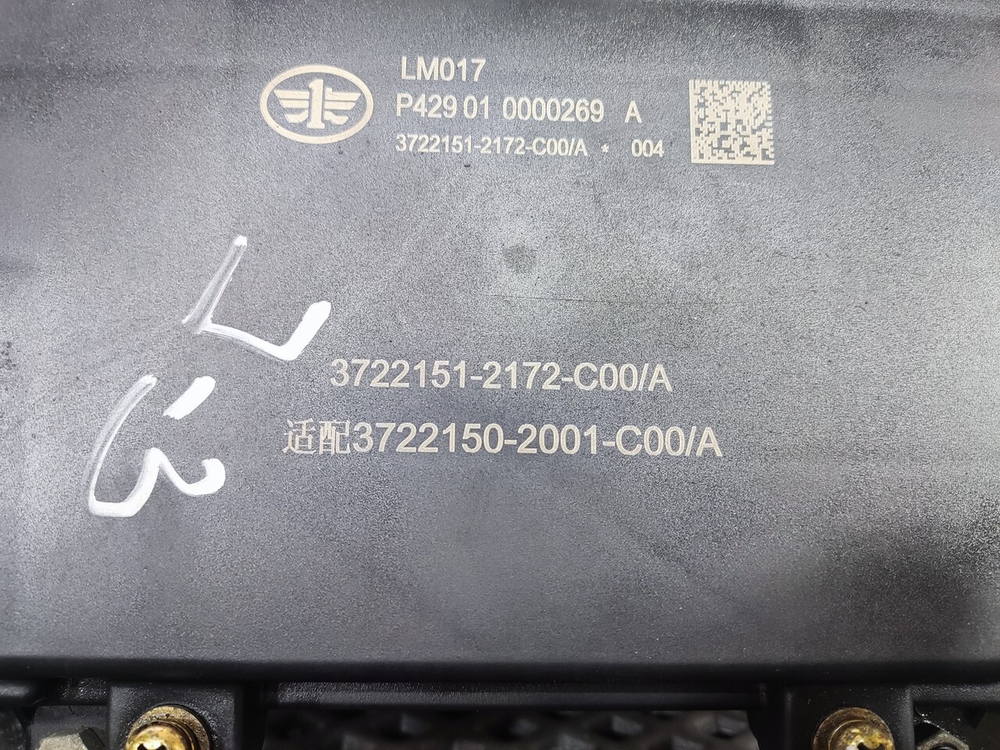 LM017
P429 01 0000269 A
3722151-2172-C00/A * 004
3722151-2172-C00/A
适配3722150-2001-C00/A